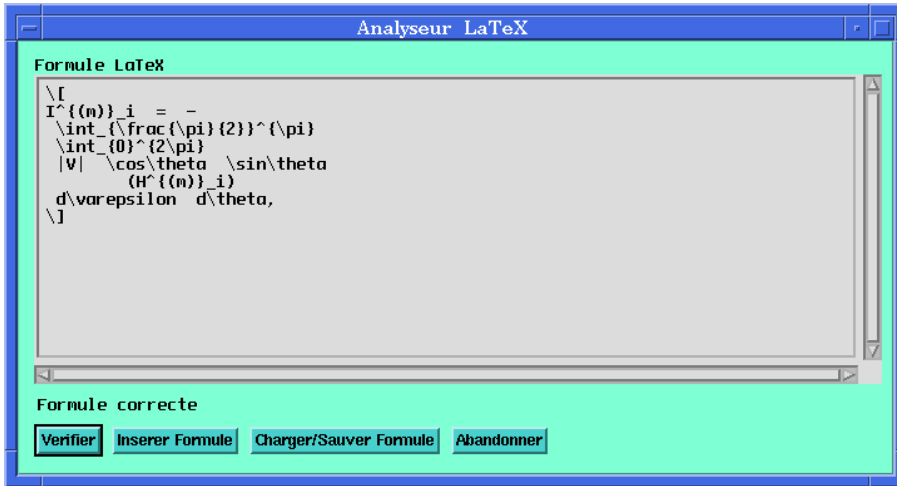 Analyseur LaTeX
Formule LaTeX
\[
I^{(m)}_i  =  -
 \int_{\frac{\pi}{2}}^{\pi}
 \int_{0}^{2\pi}
 |V|  \cos\theta  \sin\theta
         (H^{(m)}_i)
 d\varepsilon  d\theta,
\]
Formule correcte
Verifier Inserer Formule Charger/Sauver Formule Abandonner